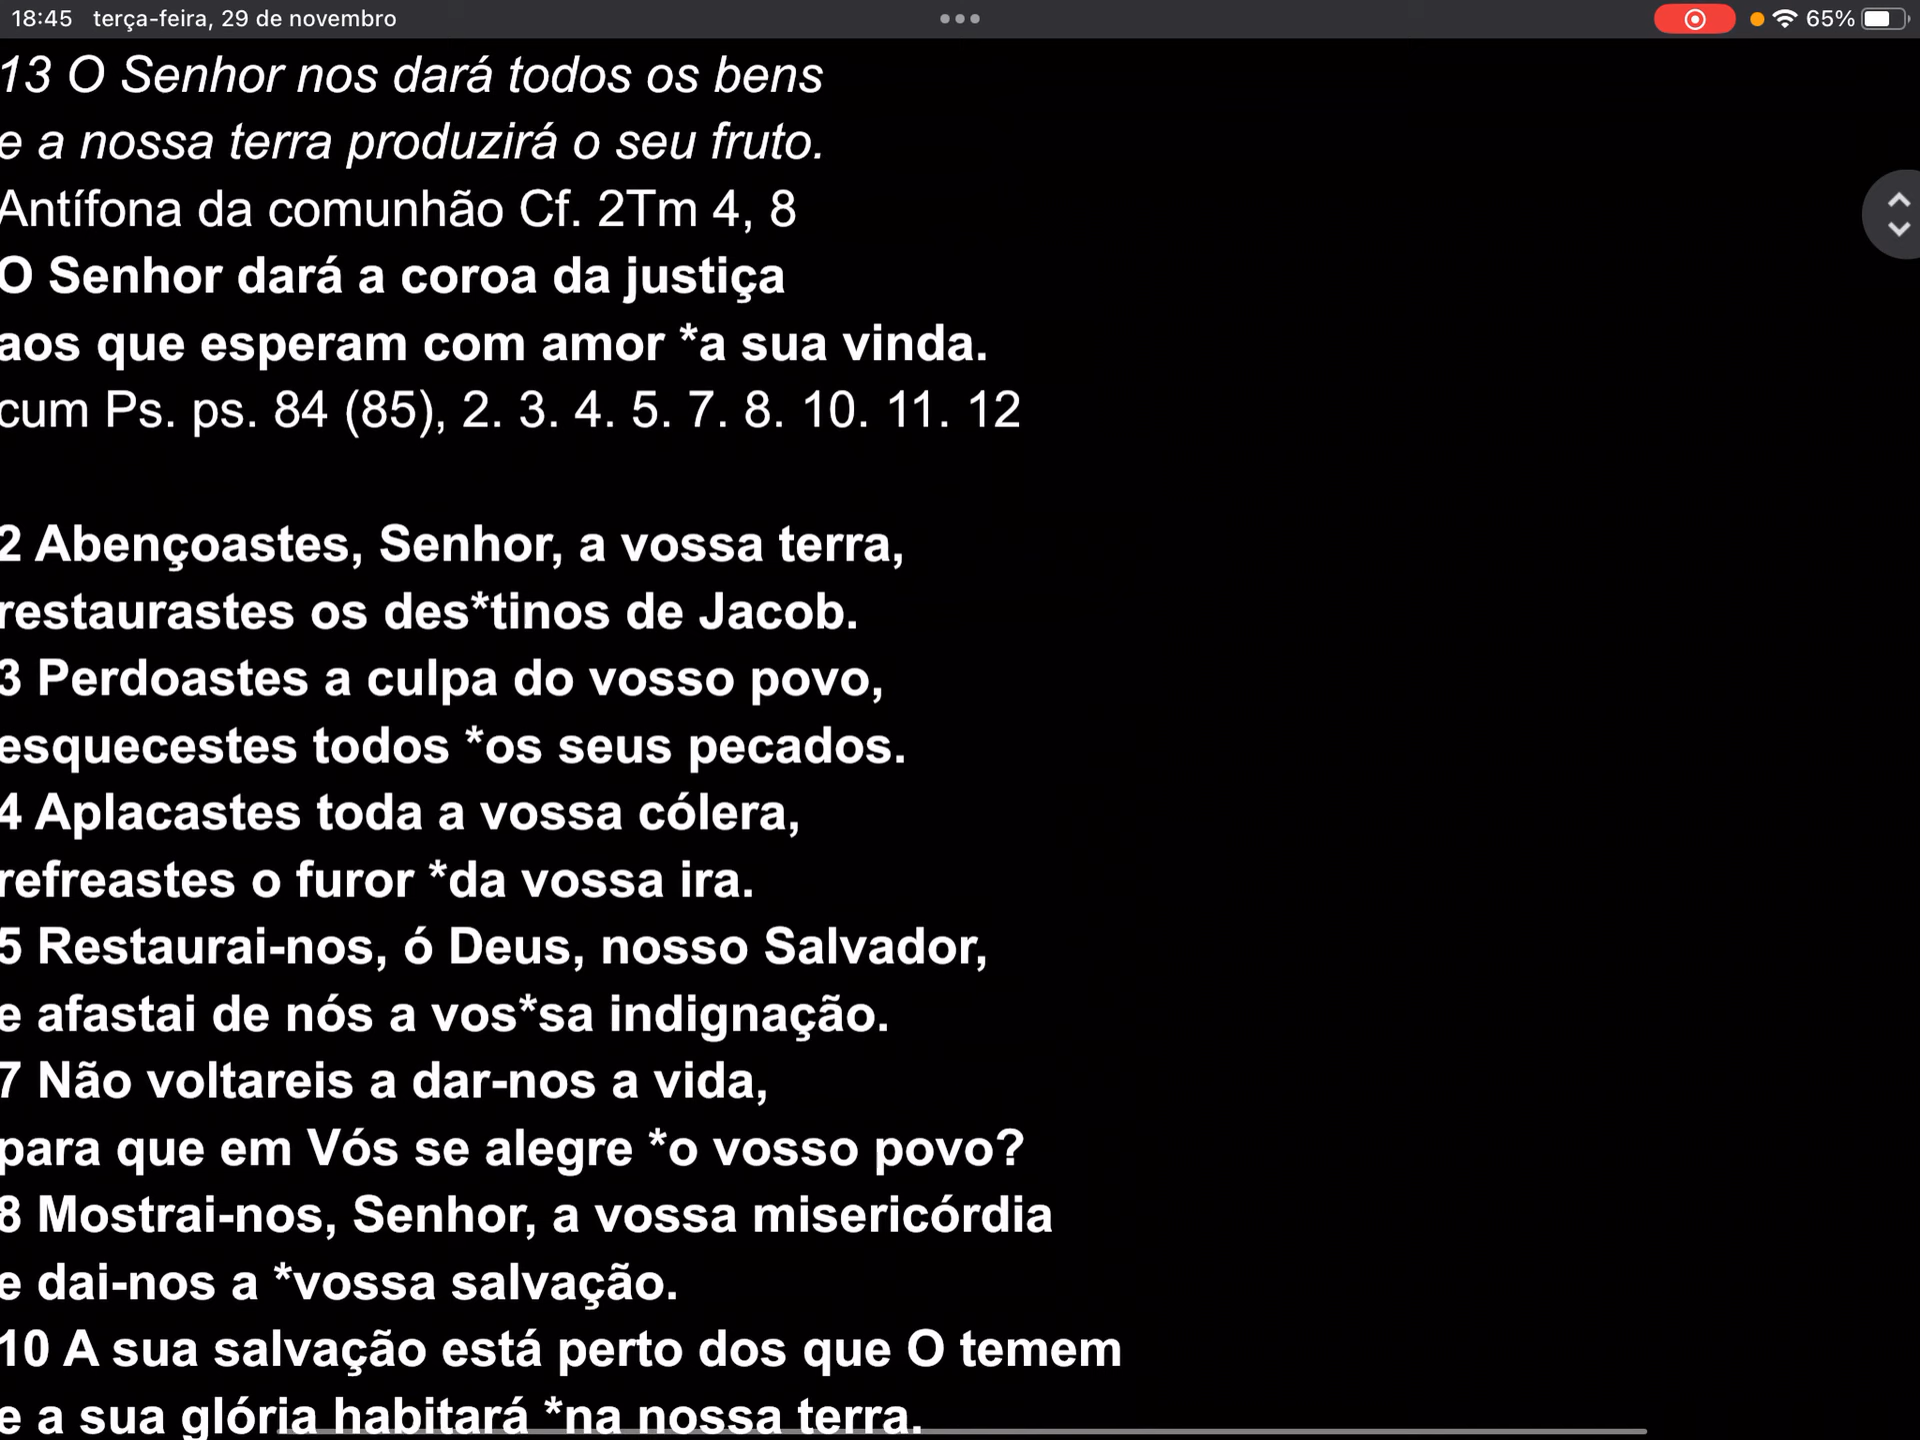 18:45 terça-feira, 29 de novembro
65%
13 O Senhor nos dará todos os bens
e a nossa terra produzirá o seu fruto.
Antífona da comunhão Cf. 2Tm 4, 8
O Senhor dará a coroa da justiça
aos que esperam com amor *a sua vinda.
cum Ps. ps. 84 (85), 2. 3. 4. 5. 7. 8. 10. 11. 12
2 Abençoastes, Senhor, a vossa terra,
restaurastes os des*tinos de Jacob.
3 Perdoastes a culpa do vosso povo,
esquecestes todos *os seus pecados.
4 Aplacastes toda a vossa cólera,
refreastes o furor *da vossa ira.
5 Restaurai-nos, ó Deus, nosso Salvador,
e afastai de nós a vos*sa indignação.
7 Não voltareis a dar-nos a vida,
para que em Vós se alegre *o vosso povo?
8 Mostrai-nos, Senhor, a vossa misericórdia
e dai-nos a *vossa salvação.
10 A sua salvação está perto dos que O temem
e a sua glória habitará *na nossa terra.